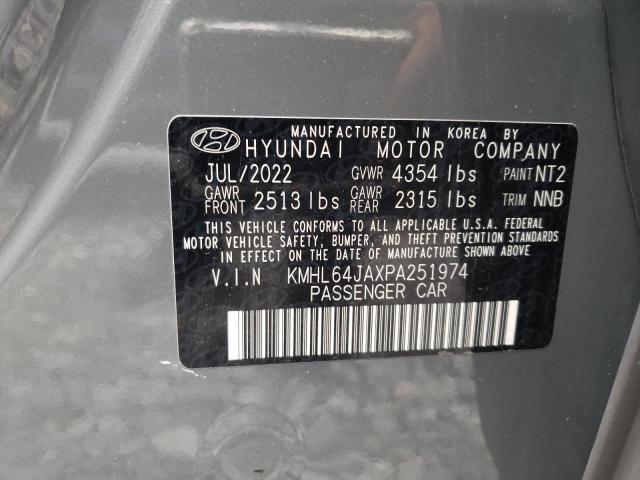 MANUFACTURED IN KOREA BY
HYUNDAI MOTOR COMPANY
JUL/2022 GVWR 4354 lbs PAINT NT2
GAWR FRONT 2513 lbs GAWR REAR 2315 lbs TRIM NNB
THIS VEHICLE CONFORMS TO ALL APPLICABLE U.S.A. FEDERAL
MOTOR VEHICLE SAFETY, BUMPER, AND THEFT PREVENTION STANDARDS
IN EFFECT ON THE DATE OF MANUFACTURE SHOWN ABOVE
V.I.N KMHL64JAXPA251974
PASSENGER CAR